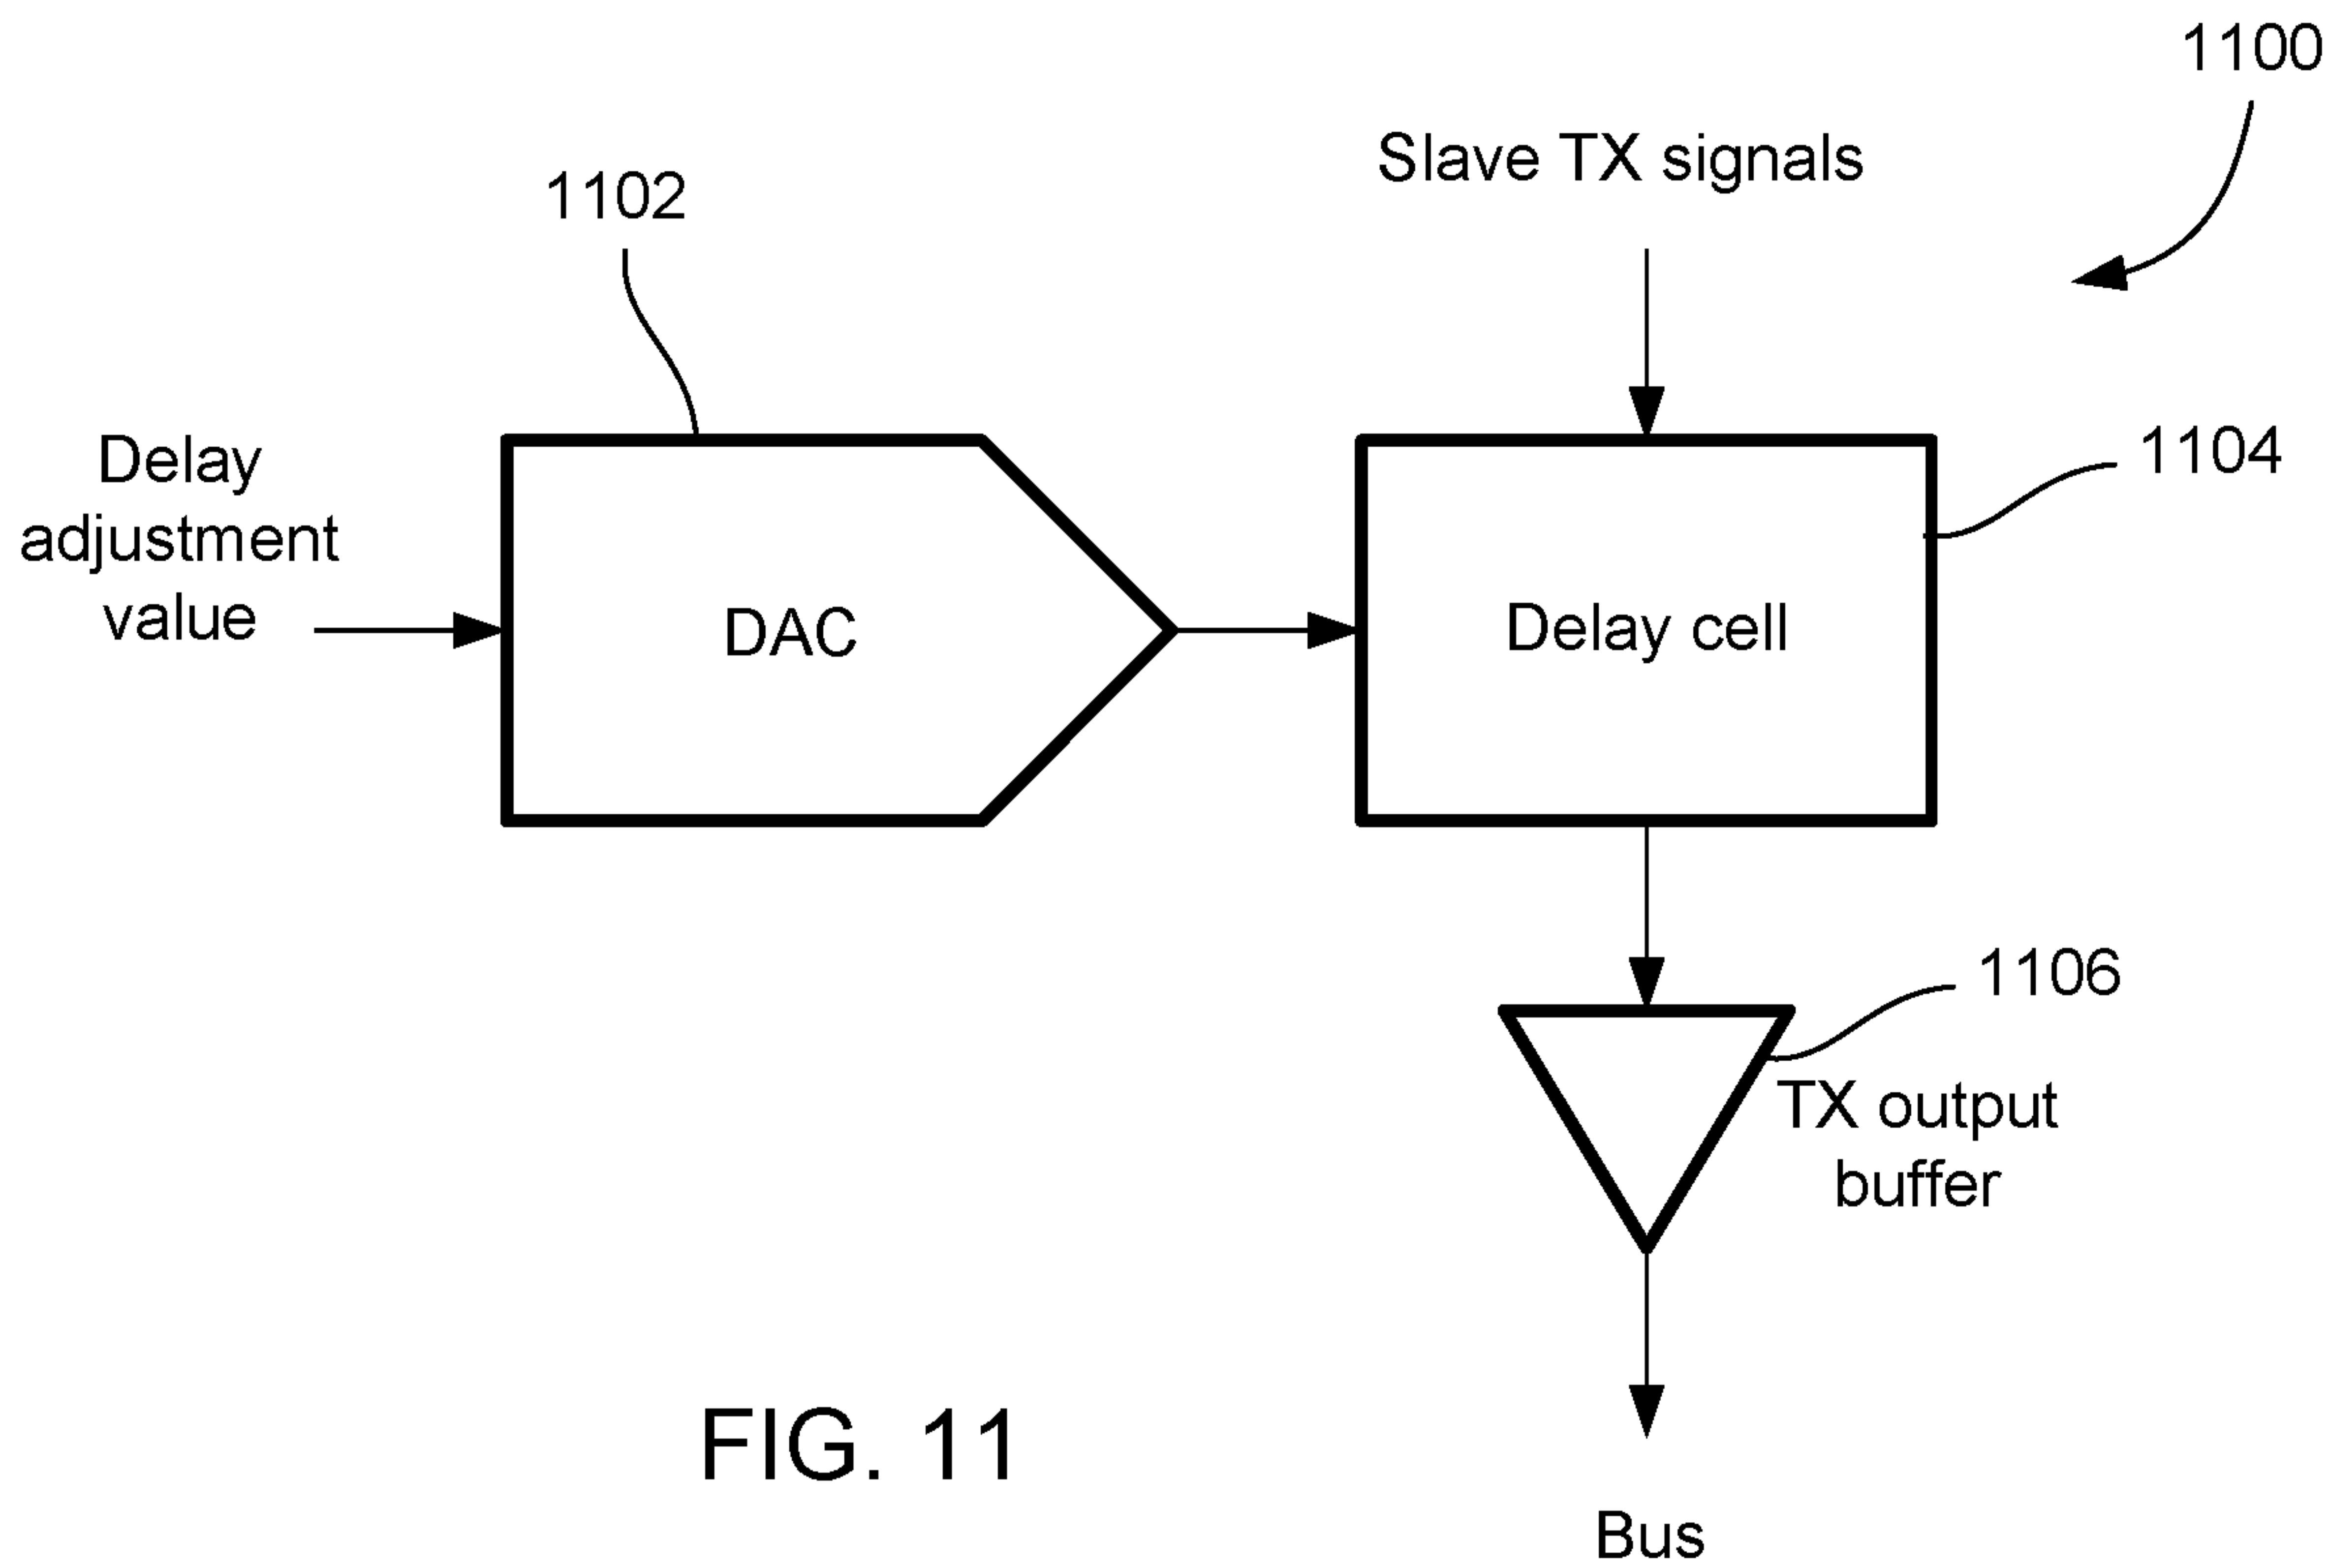 1100
Slave TX signals
1102
1104
Delay
adjustment
value
DAC
Delay cell
1106
TX output
buffer
FIG. 11
Bus